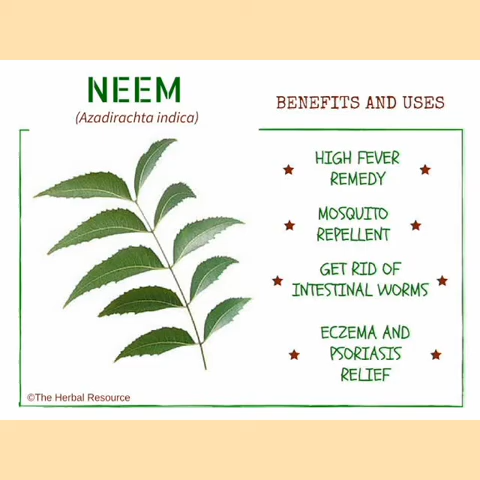 NEEM
(Azadirachta indica)
BENEFITS AND USES
HIGH FEVER
REMEDY
MOSQUITO
REPELLENT
GET RID OF
INTESTINAL WORMS
ECZEMA AND
PSORIASIS
RELIEF
©The Herbal Resource